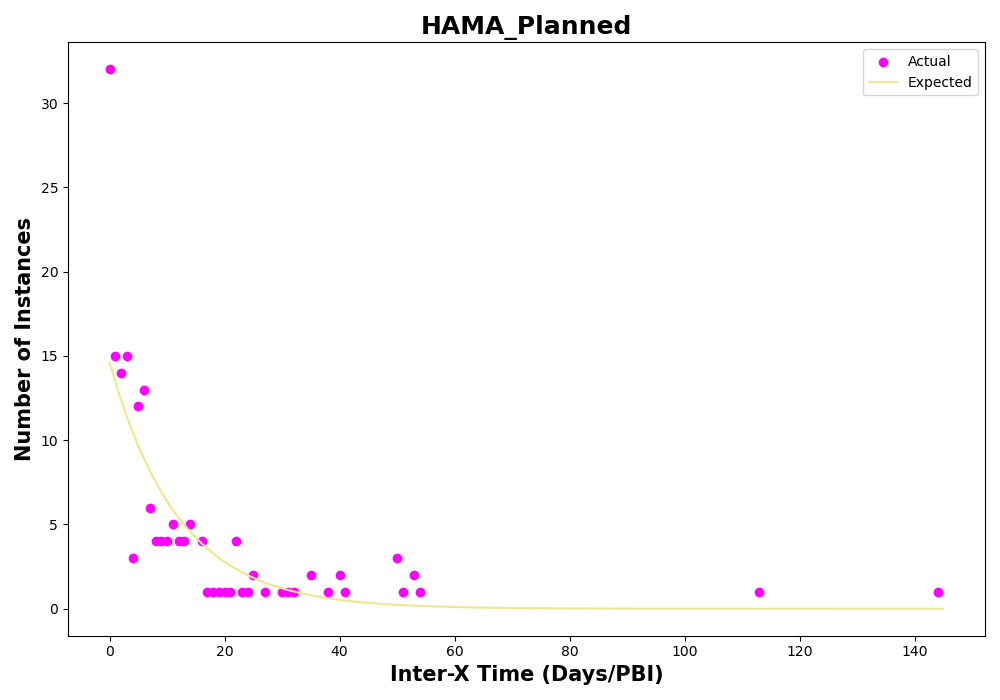 HAMA_Planned
Actual
Expected
Number of Instances
30
25
20
15
10
5
0
0 20 40 60 80 100 120 140
Inter-X Time (Days/PBI)